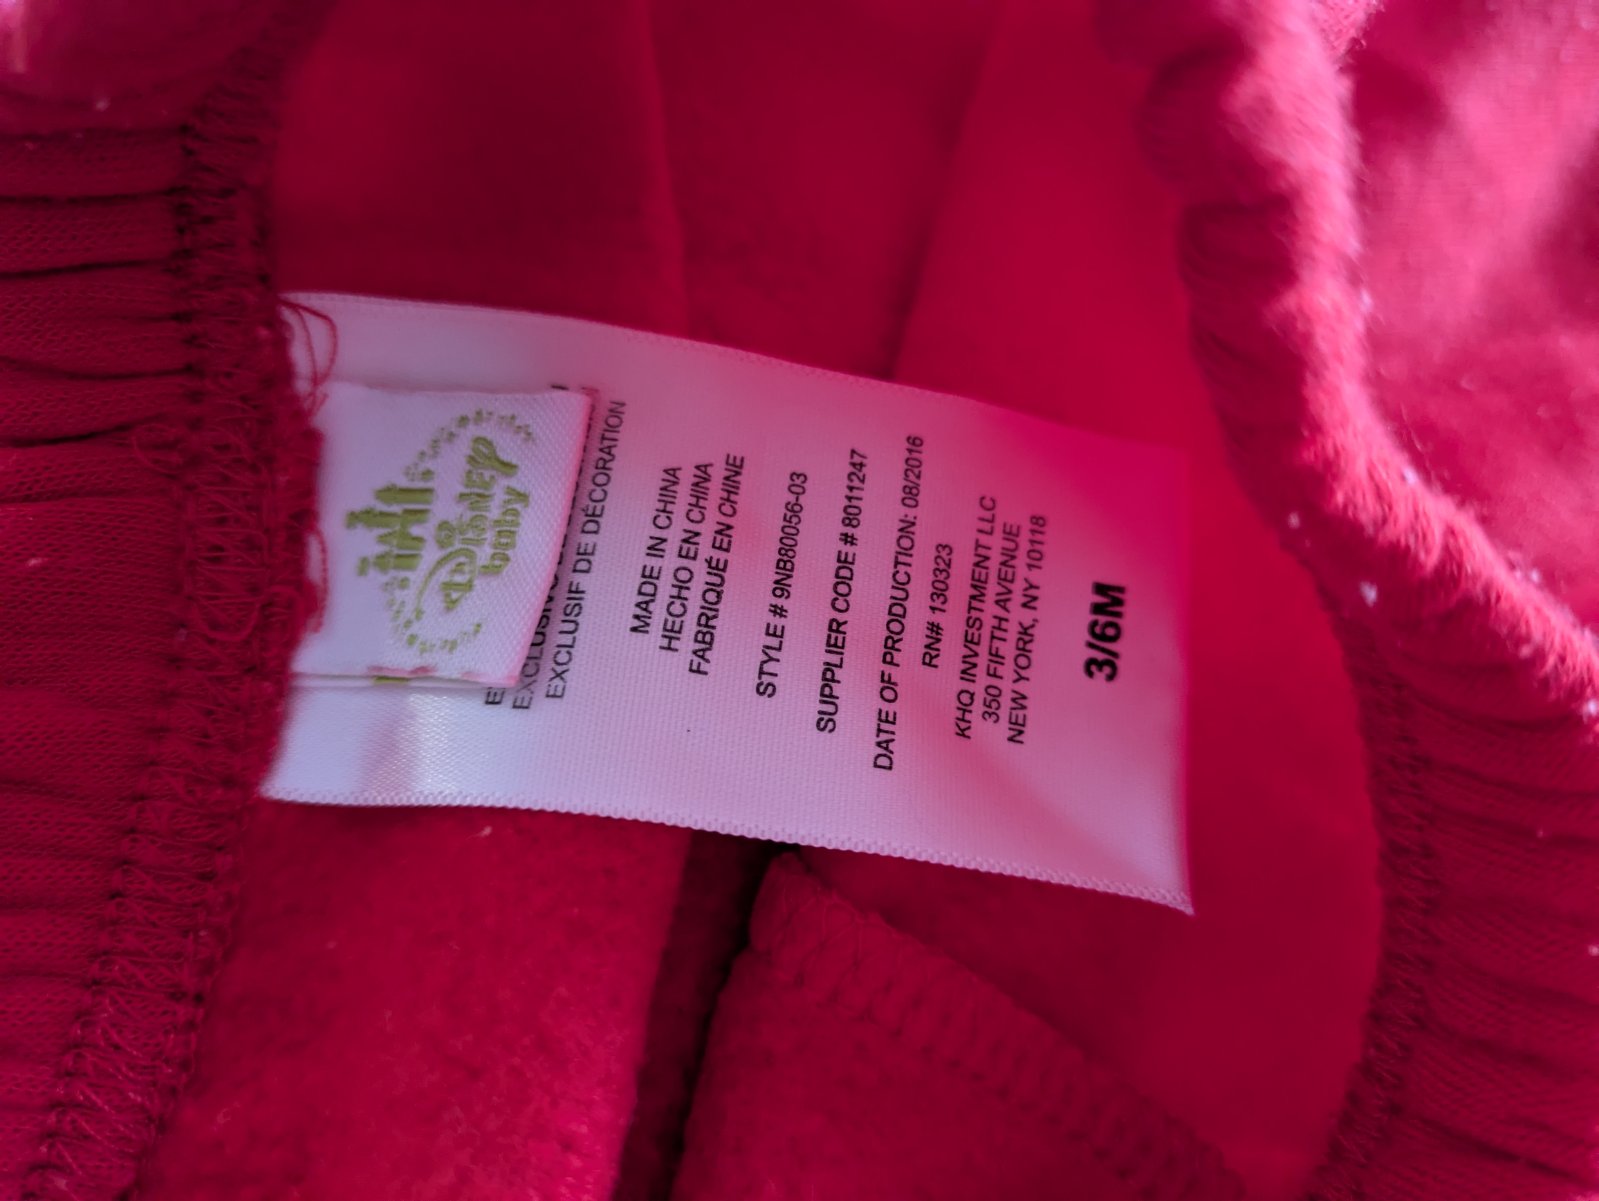 Disney
baby
EXCLUSIF DE DÉCORATION
MADE IN CHINA
HECHO EN CHINA
FABRIQUÉ EN CHINE
STYLE # 9NB80056-03
SUPPLIER CODE # 8011247
DATE OF PRODUCTION: 08/2016
RN# 130323
KHQ INVESTMENT LLC
350 FIFTH AVENUE
NEW YORK, NY 10118
3/6M